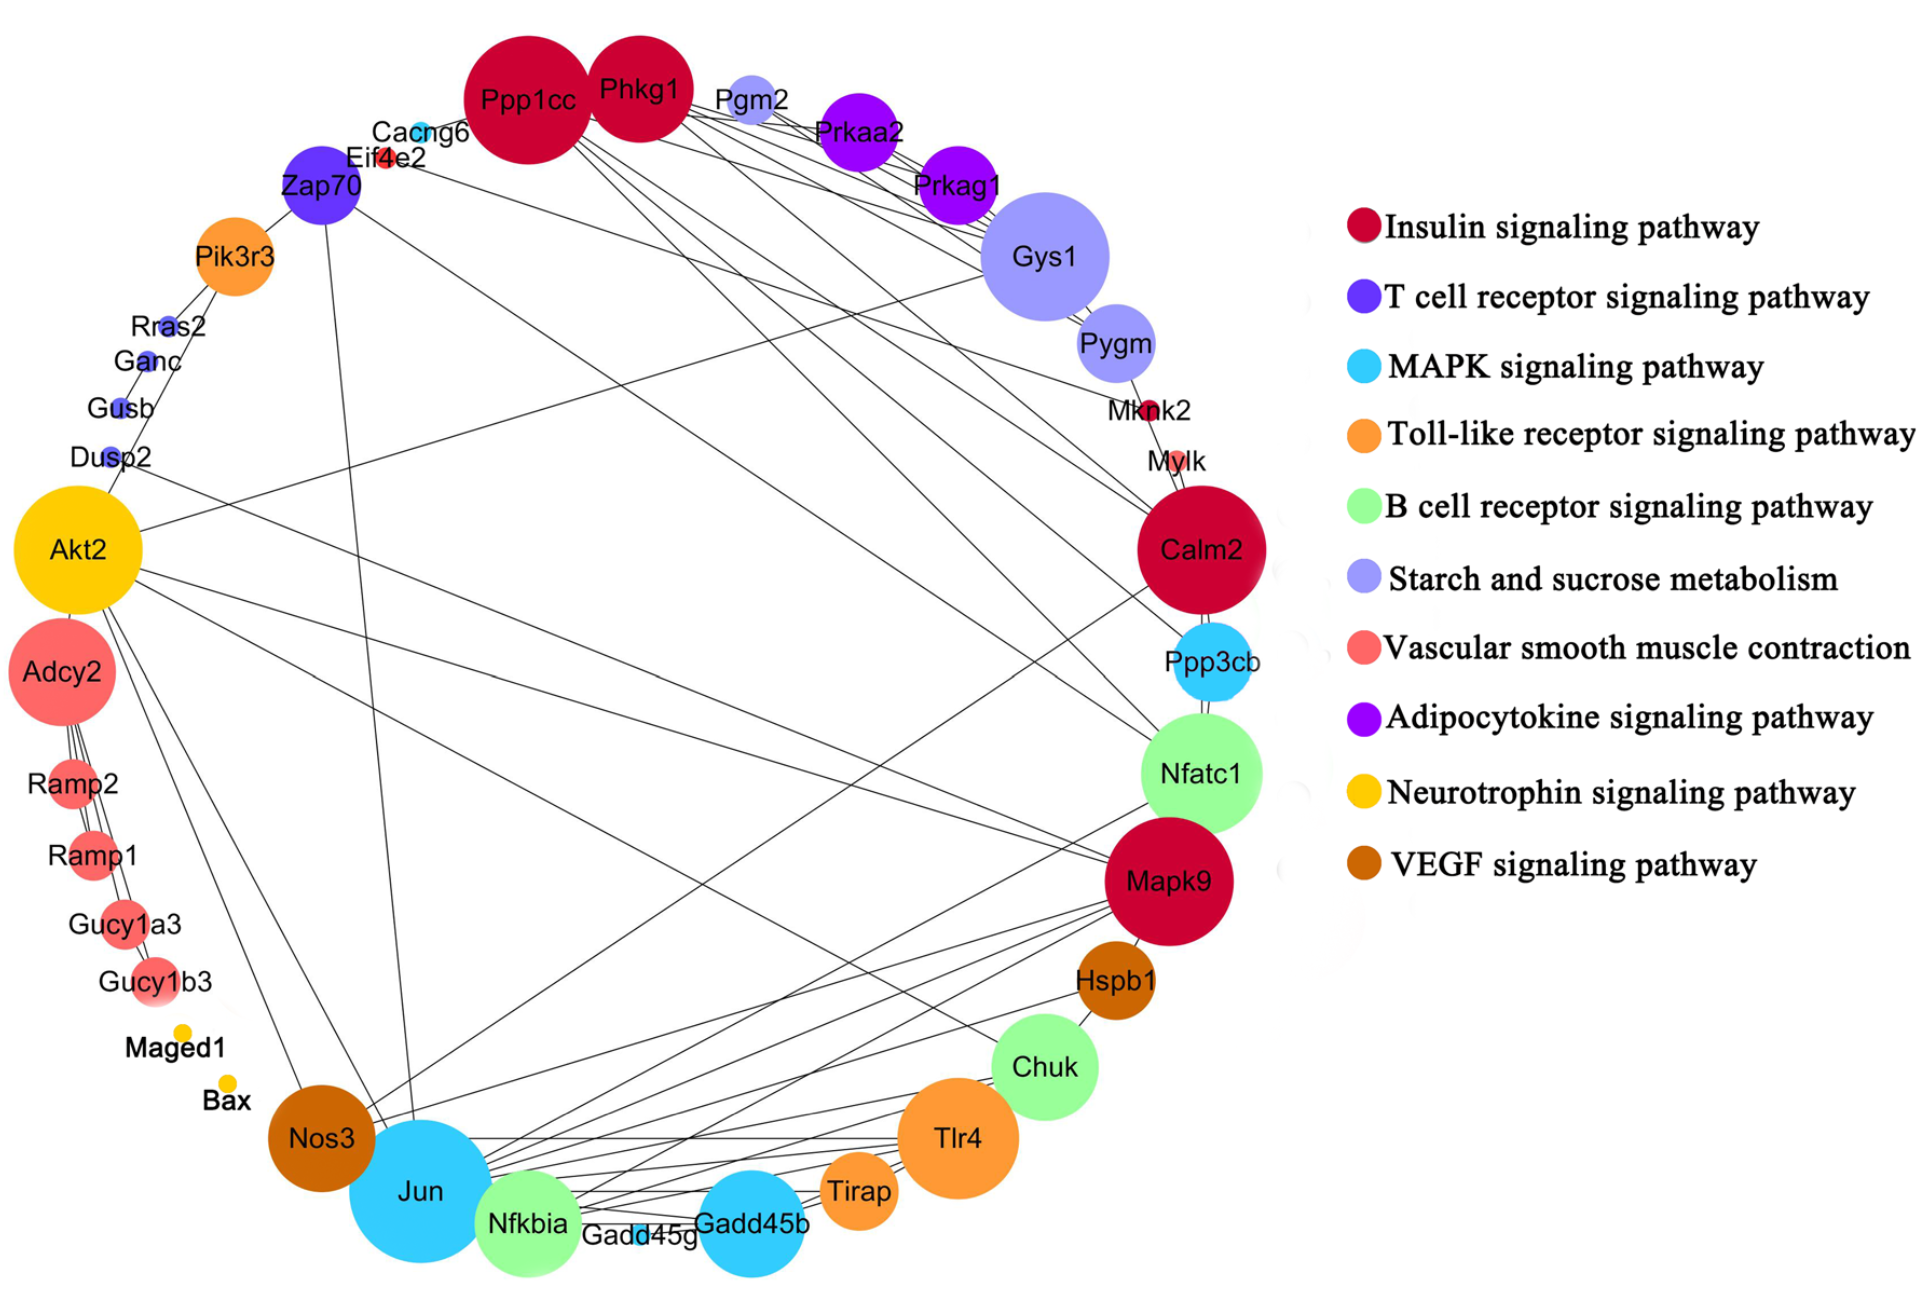 Ppp1cc
Phkg1
Pgm2
Cacng6
Prkaa2
Eif4e2
Zap70
Prkag1
Pik3r3
Gys1
Rras2
Pygm
Ganc
Gusb
Mknk2
Dusp2
Mylk
Akt2
Calm2
Adcy2
Ppp3cb
Ramp2
Nfatc1
Ramp1
Mapk9
Gucy1a3
Gucy1b3
Hspb1
Maged1
Chuk
Bax
Nos3
Tlr4
Jun
Tirap
Nfkbia
Gadd45g
Gadd45b
Insulin signaling pathway
T cell receptor signaling pathway
MAPK signaling pathway
Toll-like receptor signaling pathway
B cell receptor signaling pathway
Starch and sucrose metabolism
Vascular smooth muscle contraction
Adipocytokine signaling pathway
Neurotrophin signaling pathway
VEGF signaling pathway